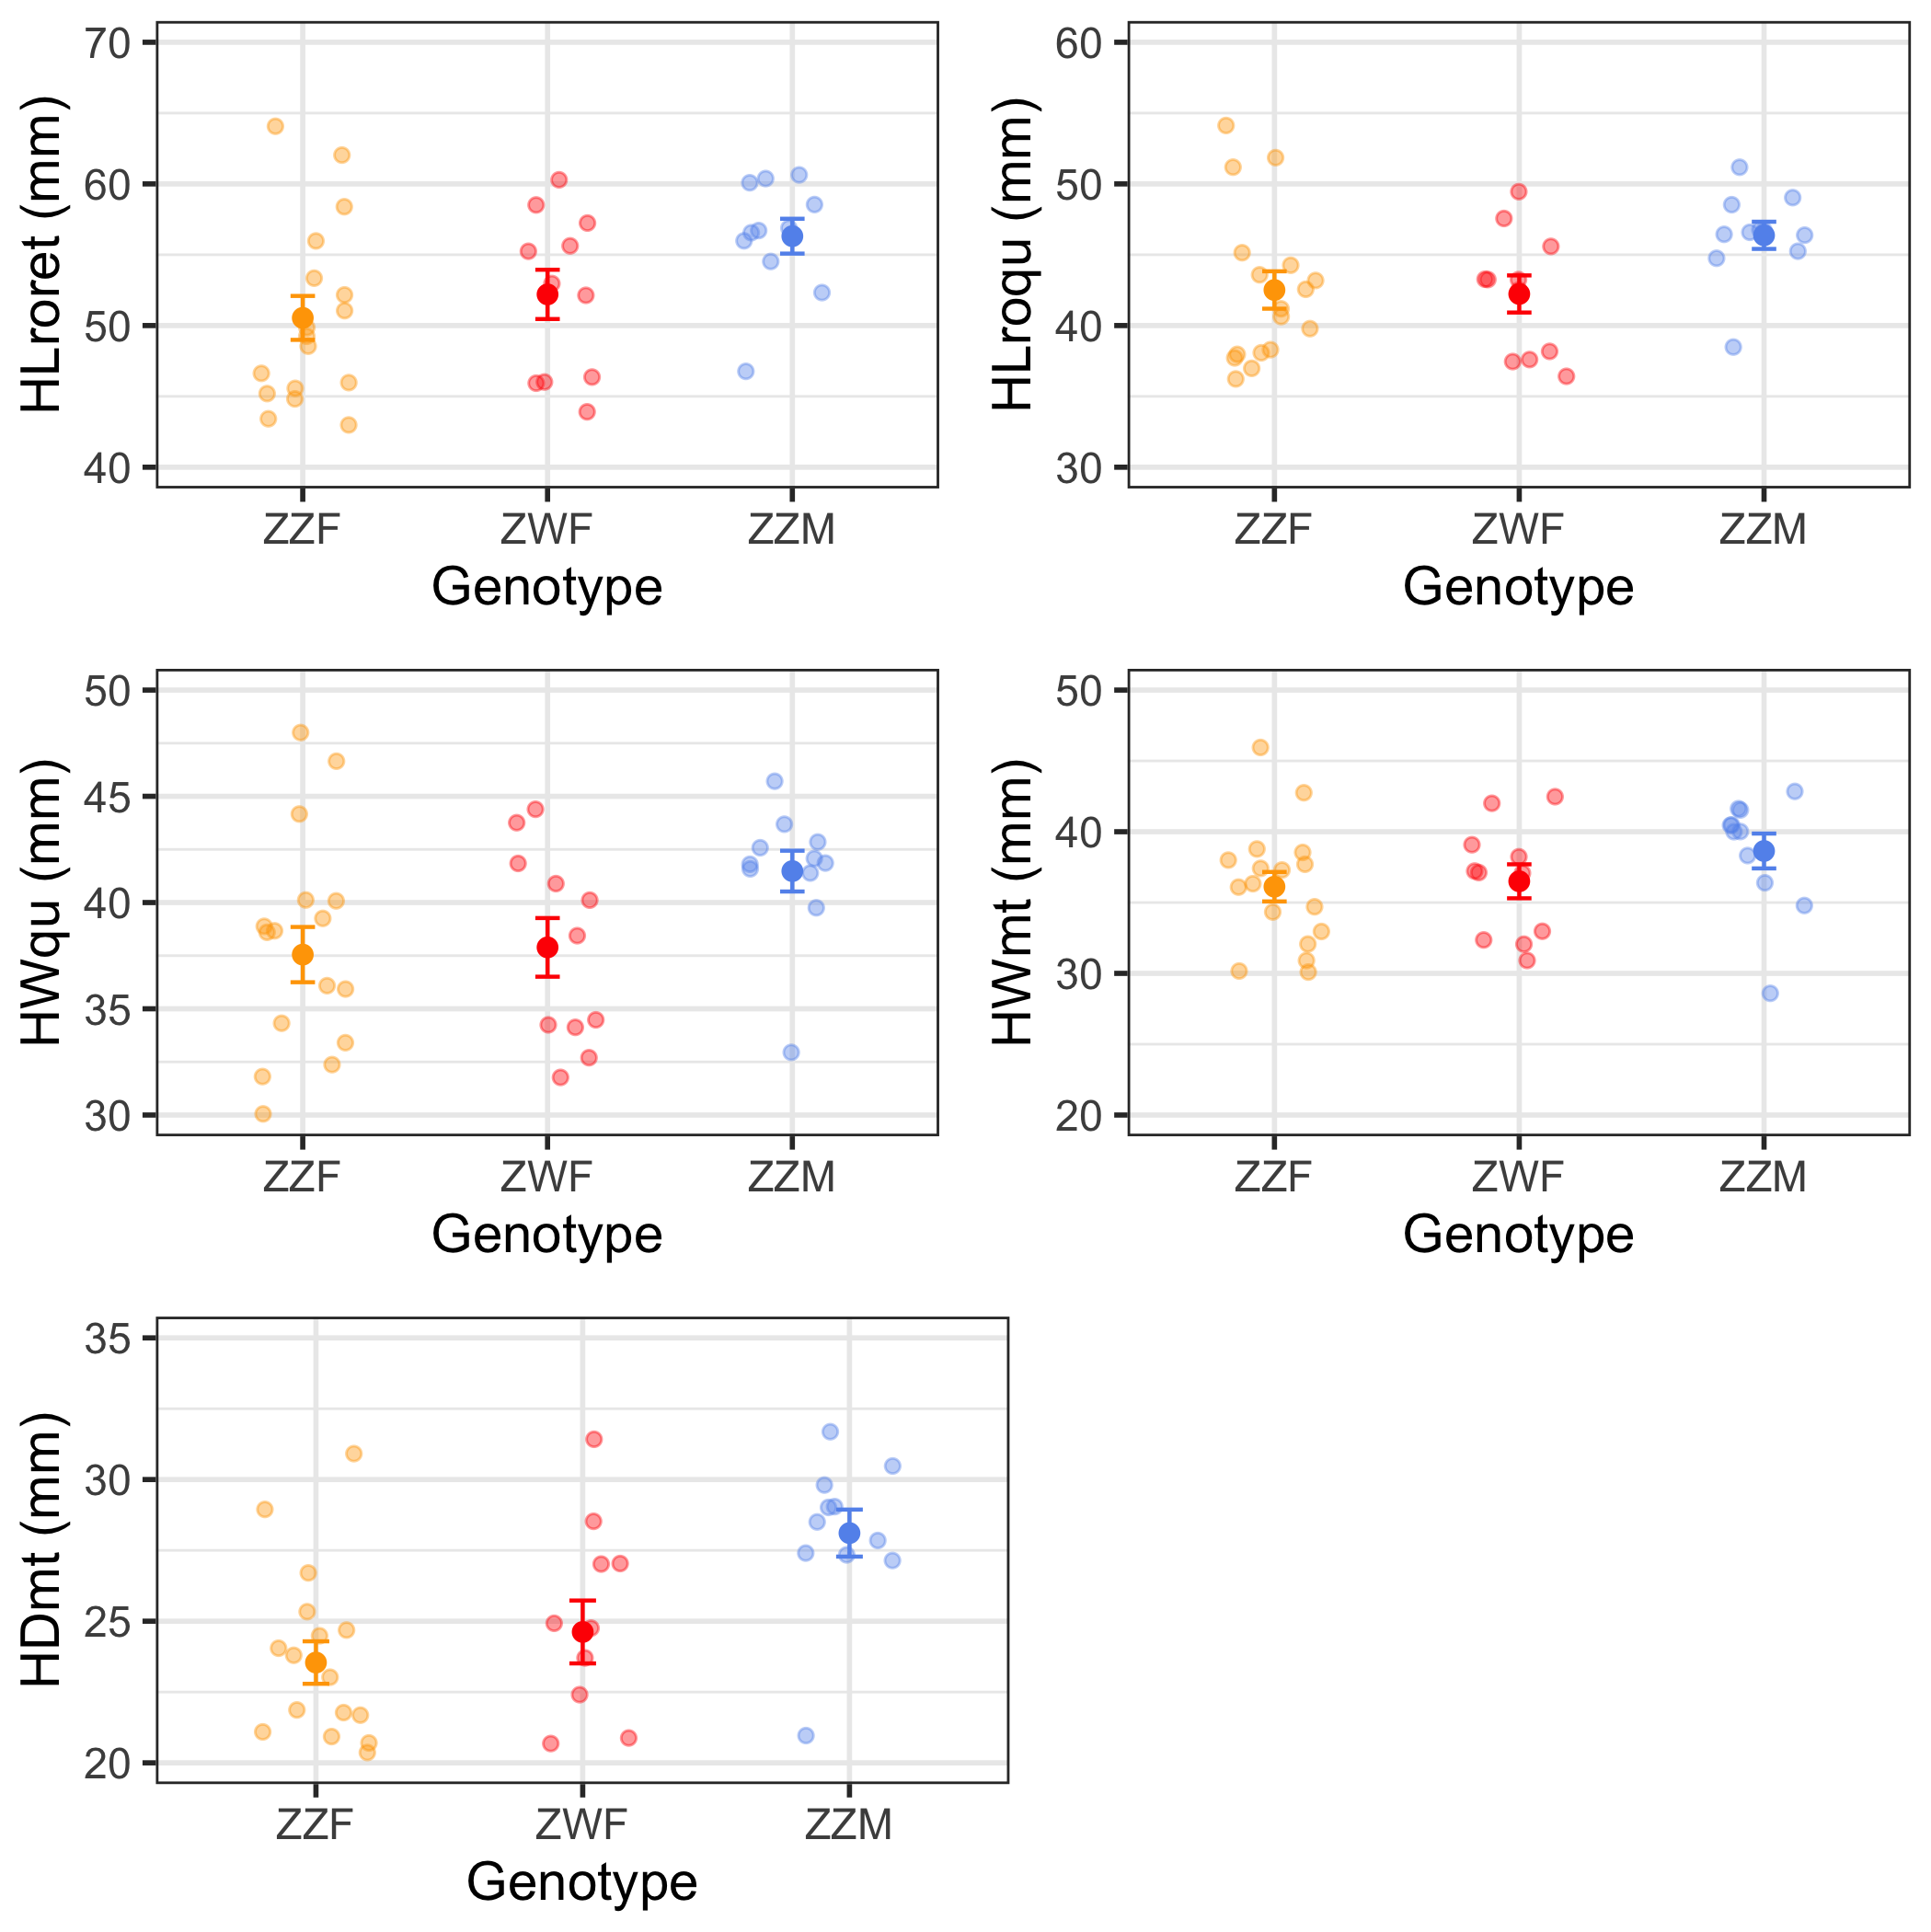 HLroret (mm)
70
60
50
40
ZZF ZWF ZZM
Genotype
HLroqu (mm)
60
50
40
30
ZZF ZWF ZZM
Genotype
HWqu (mm)
50
45
40
35
30
ZZF ZWF ZZM
Genotype
HWmt (mm)
50
40
30
20
ZZF ZWF ZZM
Genotype
HDmt (mm)
35
30
25
20
ZZF ZWF ZZM
Genotype